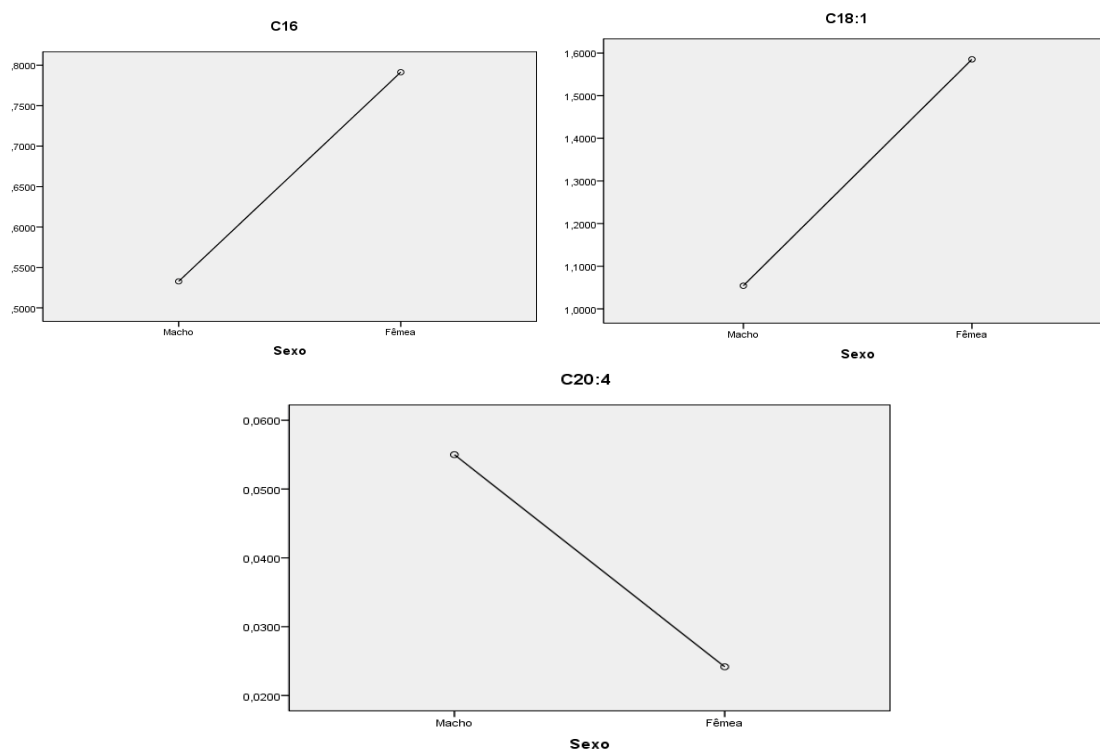 C16
,8000
,7500
,7000
,6500
,6000
,5500
,5000
Macho
Fêmea
Sexo
C18:1
1,6000
1,5000
1,4000
1,3000
1,2000
1,1000
1,0000
Macho
Fêmea
Sexo
C20:4
0,0600
0,0500
0,0400
0,0300
0,0200
Macho
Fêmea
Sexo